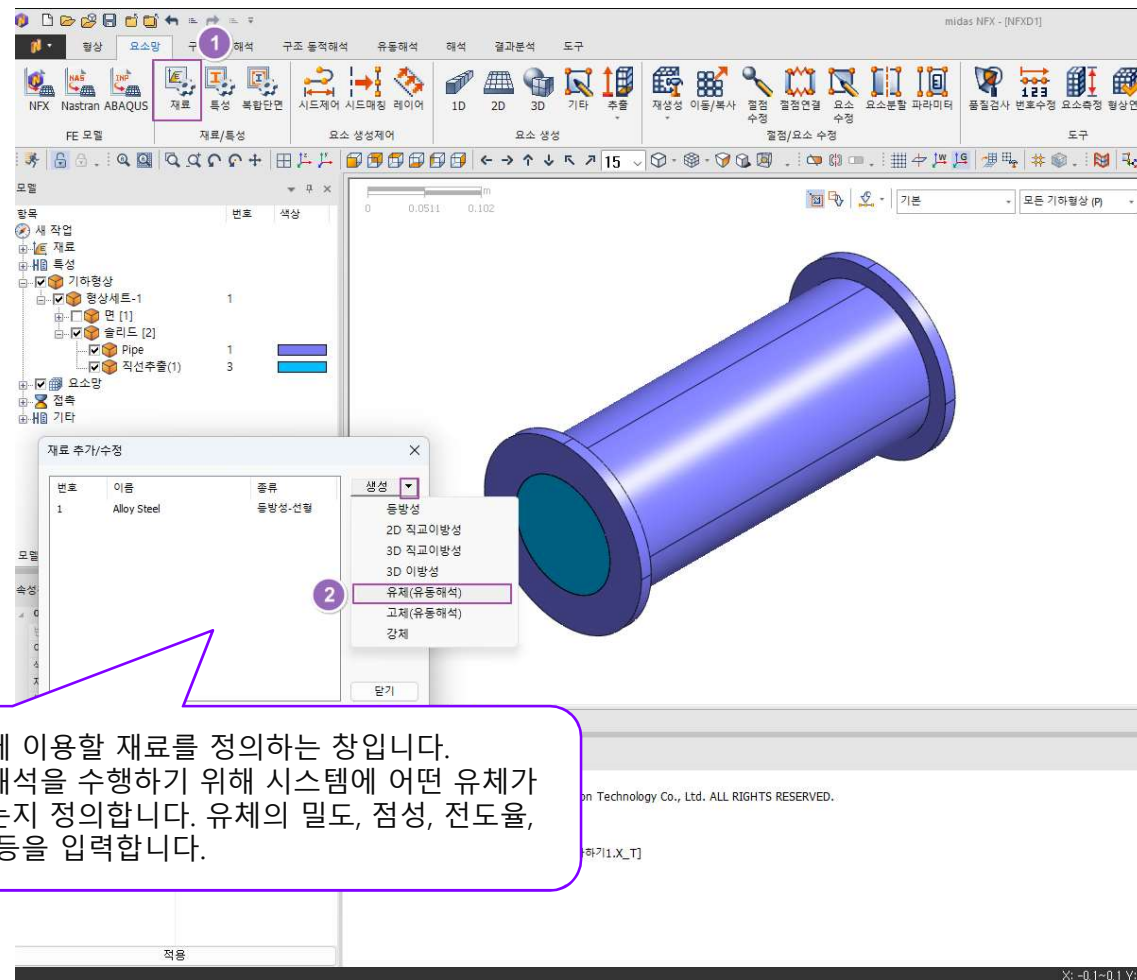 midas NFX - [NFXD1]
형상 요소망 구 1 해석 구조 동적해석 유동해석 해석 결과분석 도구
NAS INP
NFX Nastran ABAQUS 재료 특성 복합단면 시드제어 시드매칭 레이어 1D 2D 3D 기타 추출 재생성 이동/복사 절점 수정 절점연결 요소 수정 요소분할 파라미터 품질검사 번호수정 요소측정 형상연
FE 모델 재료/특성 요소 생성제어 요소 생성 절점/요소 수정 도구
15
모델
항목 번호 색상
새 작업
재료
특성
기하형상
형상세트-1 1
면 [1]
솔리드 [2]
Pipe 1
직선추출(1) 3
요소망
접촉
기타
m
0 0.0511 0.102
기본 모든 기하형상 (P)
재료 추가/수정
번호 이름 종류
1 Alloy Steel 등방성-선형
생성
등방성
2D 직교이방성
3D 직교이방성
3D 이방성
2 유체(유동해석)
고체(유동해석)
강체
닫기
모델
속성
에 이용할 재료를 정의하는 창입니다.
해석을 수행하기 위해 시스템에 어떤 유체가
는지 정의합니다. 유체의 밀도, 점성, 전도율,
등을 입력합니다.
on Technology Co., Ltd. ALL RIGHTS RESERVED.
하기1.X_T]
적용
X: -0.1~0.1 Y: